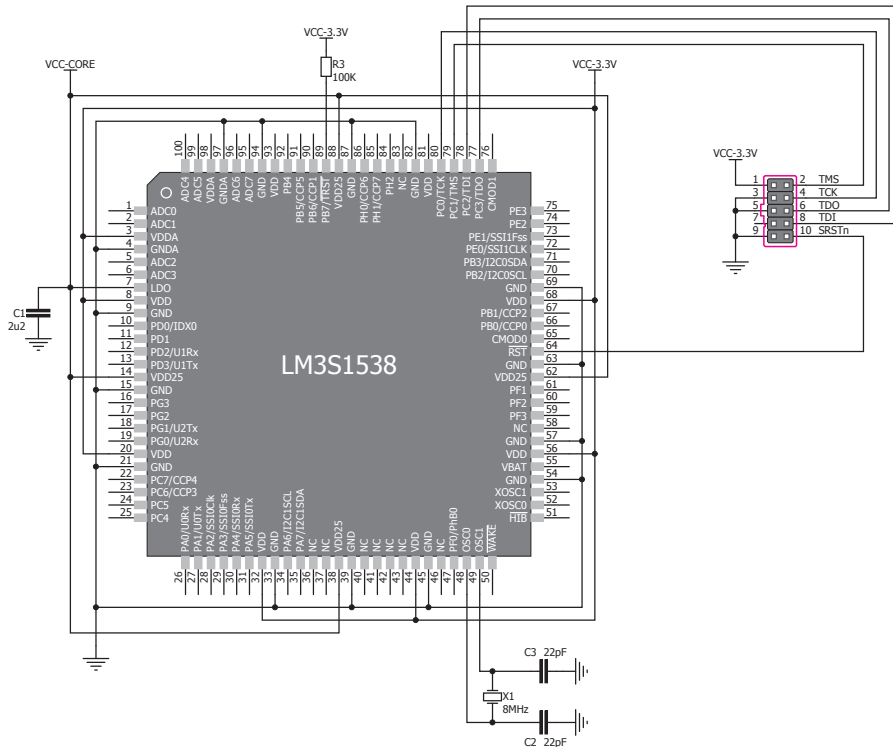 VCC-3.3V
R3
100K
VCC-CORE
VCC-3.3V
100
99
98
97
96
95
94
93
92
91
90
89
88
87
86
85
84
83
82
81
80
79
78
77
76
ADC4
ADC5
VDDA
GNDA
ADC6
ADC7
GND
VDD
PB4
PB5/CCP5
PB6/CCP1
PB7/TRST
VDD25
GND
PH0/CCP6
PH1/CCP7
PH2
NC
GND
VDD
PC0/TCK
PC1/TMS
PC2/TDI
PC3/TDO
CMOD1
VCC-3.3V
1 2 TMS
3 4 TCK
5 6 TDO
7 8 TDI
9 10 SRSTn
1 ADC0
2 ADC1
3 VDDA
4 GNDA
5 ADC2
6 ADC3
7 LDO
8 VDD
9 GND
10 PD0/IDX0
11 PD1
12 PD2/U1Rx
13 PD3/U1Tx
14 VDD25
15 GND
16 PG3
17 PG2
18 PG1/U2Tx
19 PG0/U2Rx
20 VDD
21 GND
22 PC7/CCP4
23 PC6/CCP3
24 PC5
25 PC4
C1
2u2
LM3S1538
PE3 75
PE2 74
PE1/SSI1Fss 73
PE0/SSI1CLK 72
PB3/I2C0SDA 71
PB2/I2C0SCL 70
GND 69
VDD 68
PB1/CCP2 67
PB0/CCP0 66
CMOD0 65
RST 64
GND 63
VDD25 62
PF1 61
PF2 60
PF3 59
NC 58
GND 57
VDD 56
VBAT 55
GND 54
XOSC1 53
XOSC0 52
HIB 51
PA0/U0Rx
PA1/U0Tx
PA2/SSI0Clk
PA3/SSI0Fss
PA4/SSI0Rx
PA5/SSI0Tx
VDD
GND
PA6/I2C1SCL
PA7/I2C1SDA
NC
NC
VDD25
GND
NC
NC
NC
NC
VDD
GND
NC
PF0/PhB0
OSC0
OSC1
WAKE
26
27
28
29
30
31
32
33
34
35
36
37
38
39
40
41
42
43
44
45
46
47
48
49
50
C3 22pF
X1
8MHz
C2 22pF